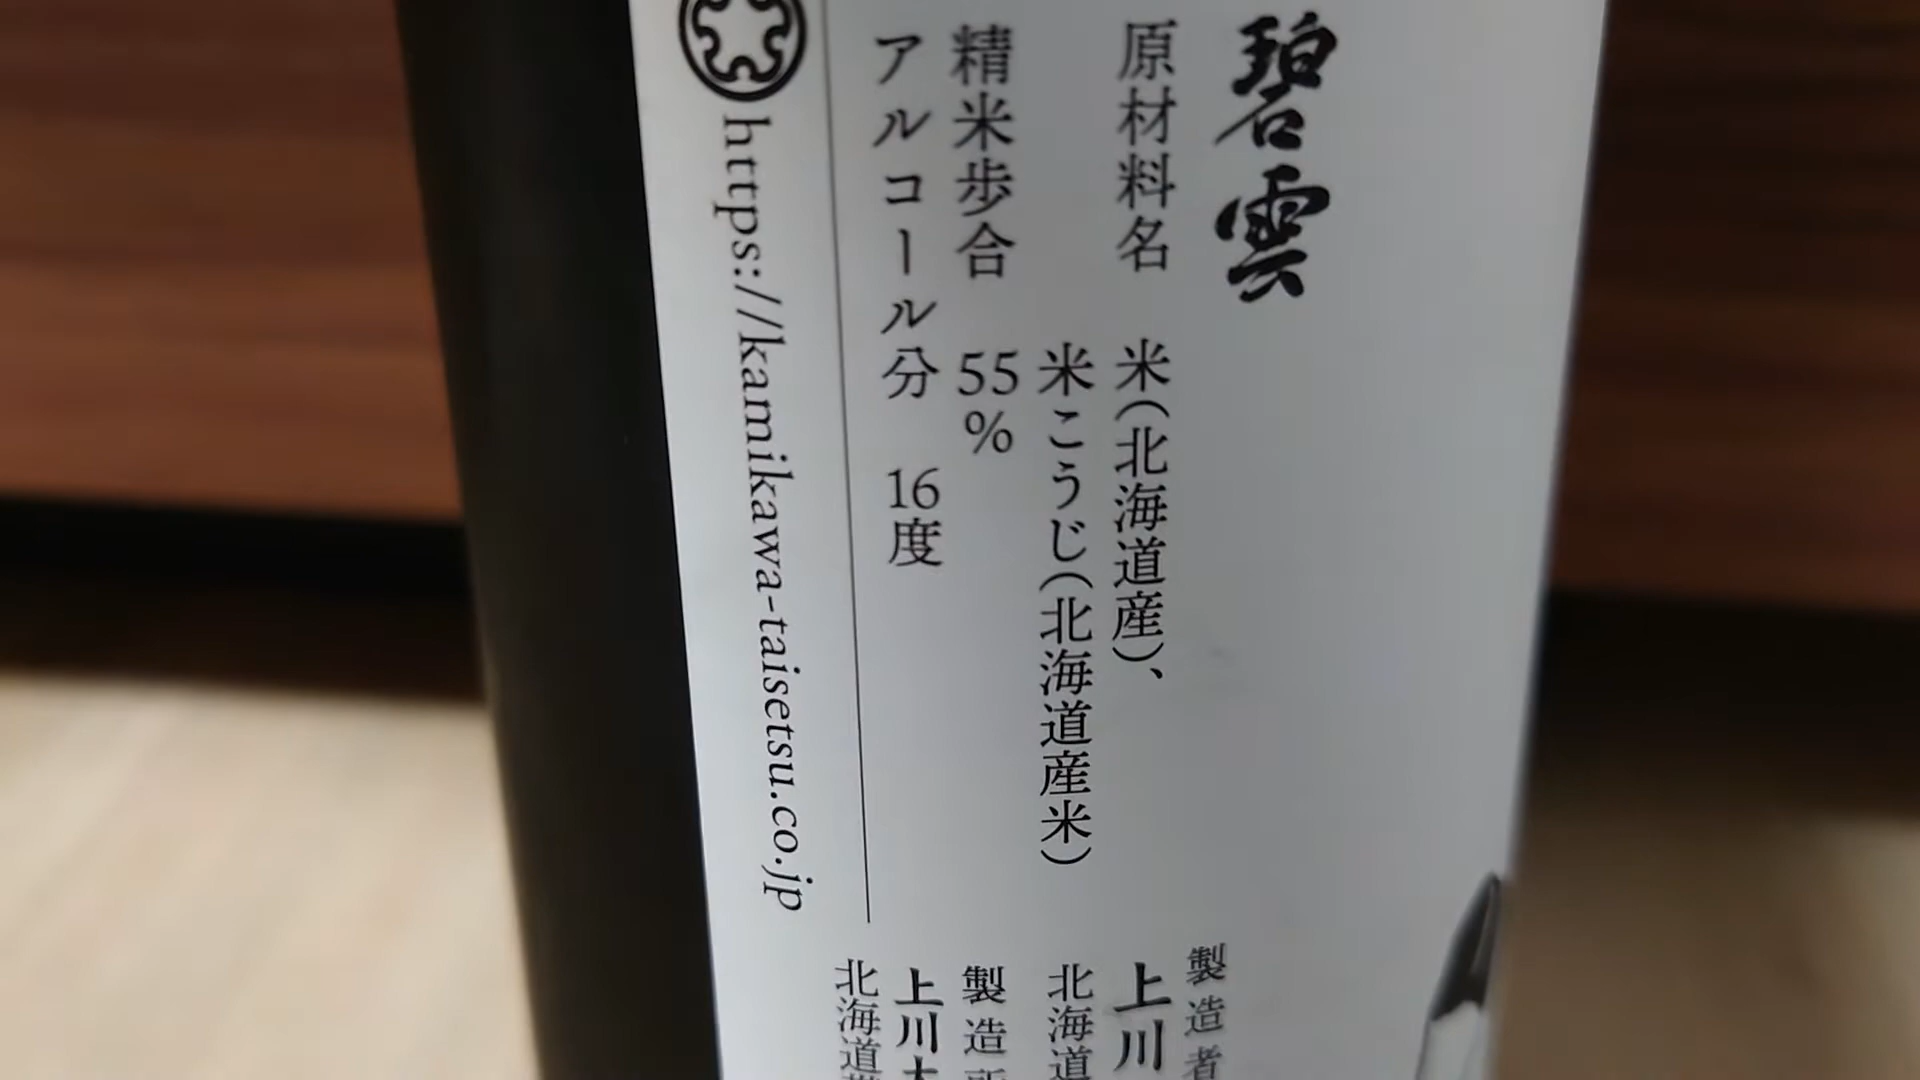 碧雲
原材料名 米(北海道産)、
米こうじ(北海道産米)
精米歩合 55%
アルコール分 16度
https://kamikawa-taisetsu.co.jp
製造者
上川
北海道
製造所
上川大
北海道